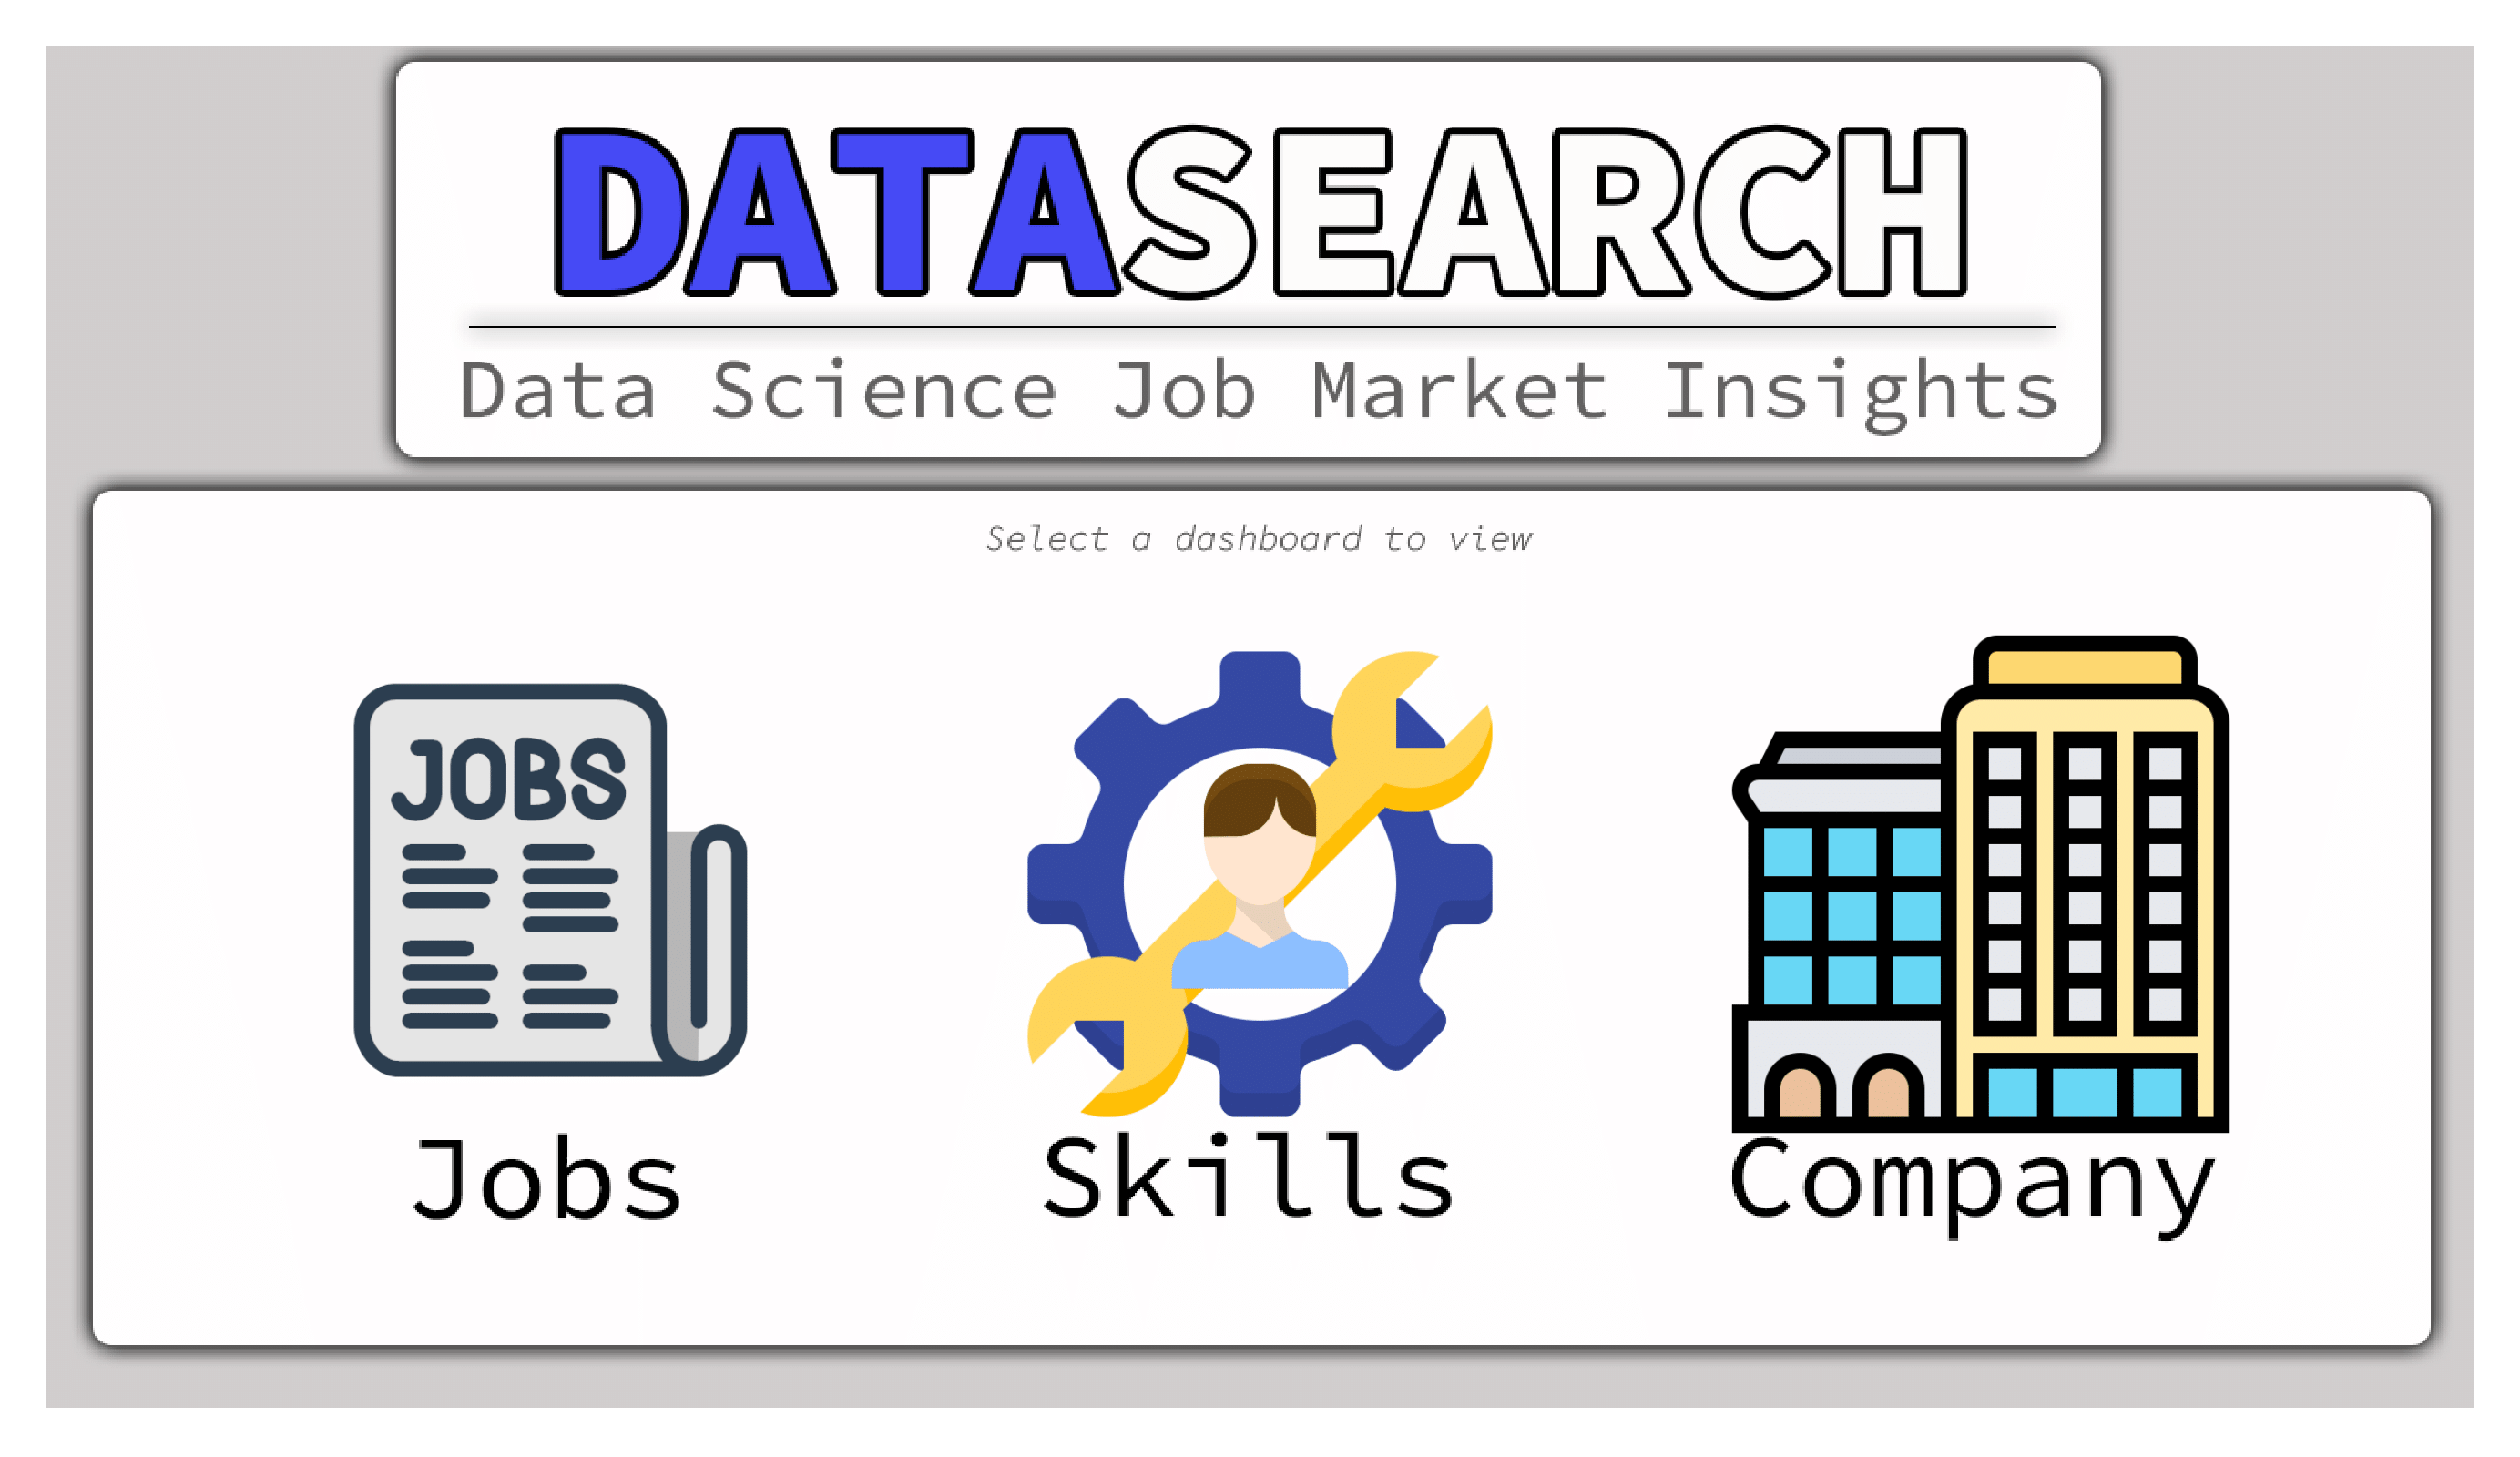 DATASEARCH
Data Science Job Market Insights
Select a dashboard to view
JOBS
Jobs
Skills
Company